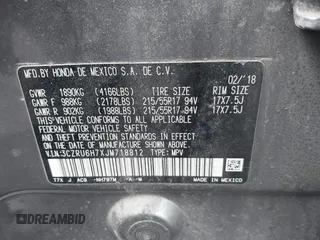 MFD.BY HONDA DE MEXICO S.A. DE C.V.
02/'18
GVWR 1890KG (4166LBS) TIRE SIZE RIM SIZE
GAWR F 988KG (2178LBS) 215/55R17 94V 17X7.5J
GAWR R 902KG (1988LBS) 215/55R17 94V 17X7.5J
THIS VEHICLE CONFORMS TO ALL APPLICABLE
FEDERAL MOTOR VEHICLE SAFETY AND
THEFT PREVENTION STANDARDS IN EFFECT
ON THE DATE OF MANUFACTURE SHOWN ABOVE.
V.I.N:3CZRU6H7XJM718812 TYPE: MPV
T7X J AC8 NH797M A
MADE IN MEXICO
DREAMBID